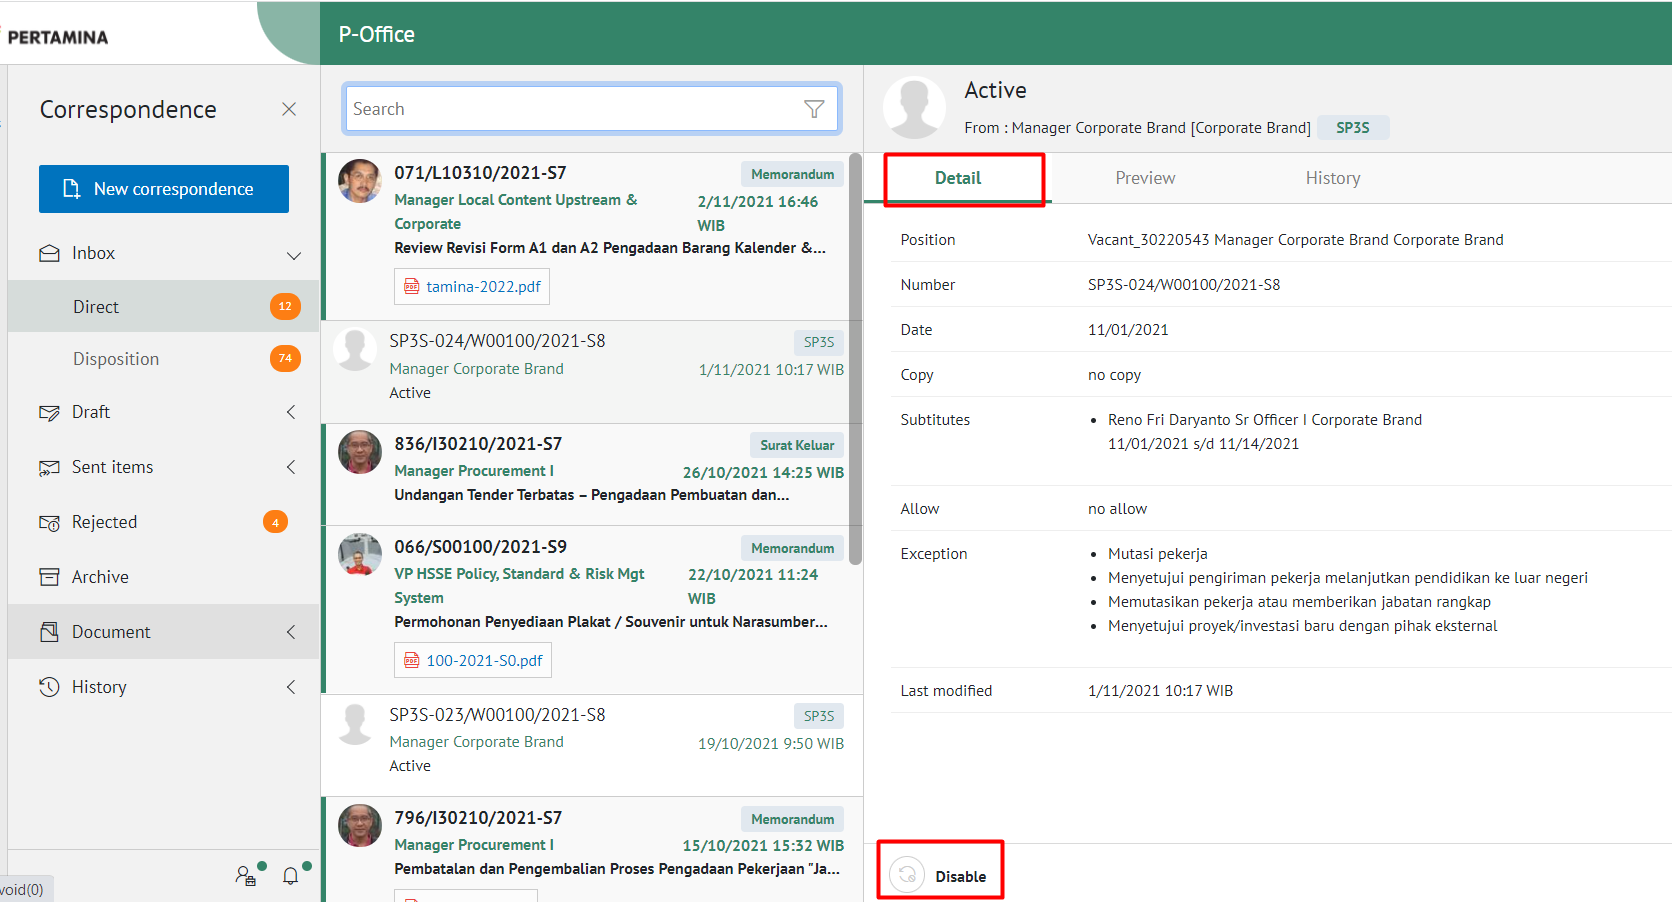 PERTAMINA
P-Office
Correspondence
New correspondence
Inbox
Direct
12
Disposition
74
Draft
Sent items
Rejected
4
Archive
Document
History
void(0)
Search
071/L10310/2021-S7
Memorandum
Manager Local Content Upstream &
Corporate
2/11/2021 16:46
WIB
Review Revisi Form A1 dan A2 Pengadaan Barang Kalender &...
PDF
tamina-2022.pdf
SP3S-024/W00100/2021-S8
SP3S
Manager Corporate Brand
1/11/2021 10:17 WIB
Active
836/I30210/2021-S7
Surat Keluar
Manager Procurement I
26/10/2021 14:25 WIB
Undangan Tender Terbatas – Pengadaan Pembuatan dan...
066/S00100/2021-S9
Memorandum
VP HSSE Policy, Standard & Risk Mgt
System
22/10/2021 11:24
WIB
Permohonan Penyediaan Plakat / Souvenir untuk Narasumber...
PDF
100-2021-S0.pdf
SP3S-023/W00100/2021-S8
SP3S
Manager Corporate Brand
19/10/2021 9:50 WIB
Active
796/I30210/2021-S7
Memorandum
Manager Procurement I
15/10/2021 15:32 WIB
Pembatalan dan Pengembalian Proses Pengadaan Pekerjaan "Ja...
Active
From : Manager Corporate Brand [Corporate Brand]
SP3S
Detail
Preview
History
Position
Vacant_30220543 Manager Corporate Brand Corporate Brand
Number
SP3S-024/W00100/2021-S8
Date
11/01/2021
Copy
no copy
Subtitutes
• Reno Fri Daryanto Sr Officer I Corporate Brand
11/01/2021 s/d 11/14/2021
Allow
no allow
Exception
• Mutasi pekerja
• Menyetujui pengiriman pekerja melanjutkan pendidikan ke luar negeri
• Memutasikan pekerja atau memberikan jabatan rangkap
• Menyetujui proyek/investasi baru dengan pihak eksternal
Last modified
1/11/2021 10:17 WIB
Disable